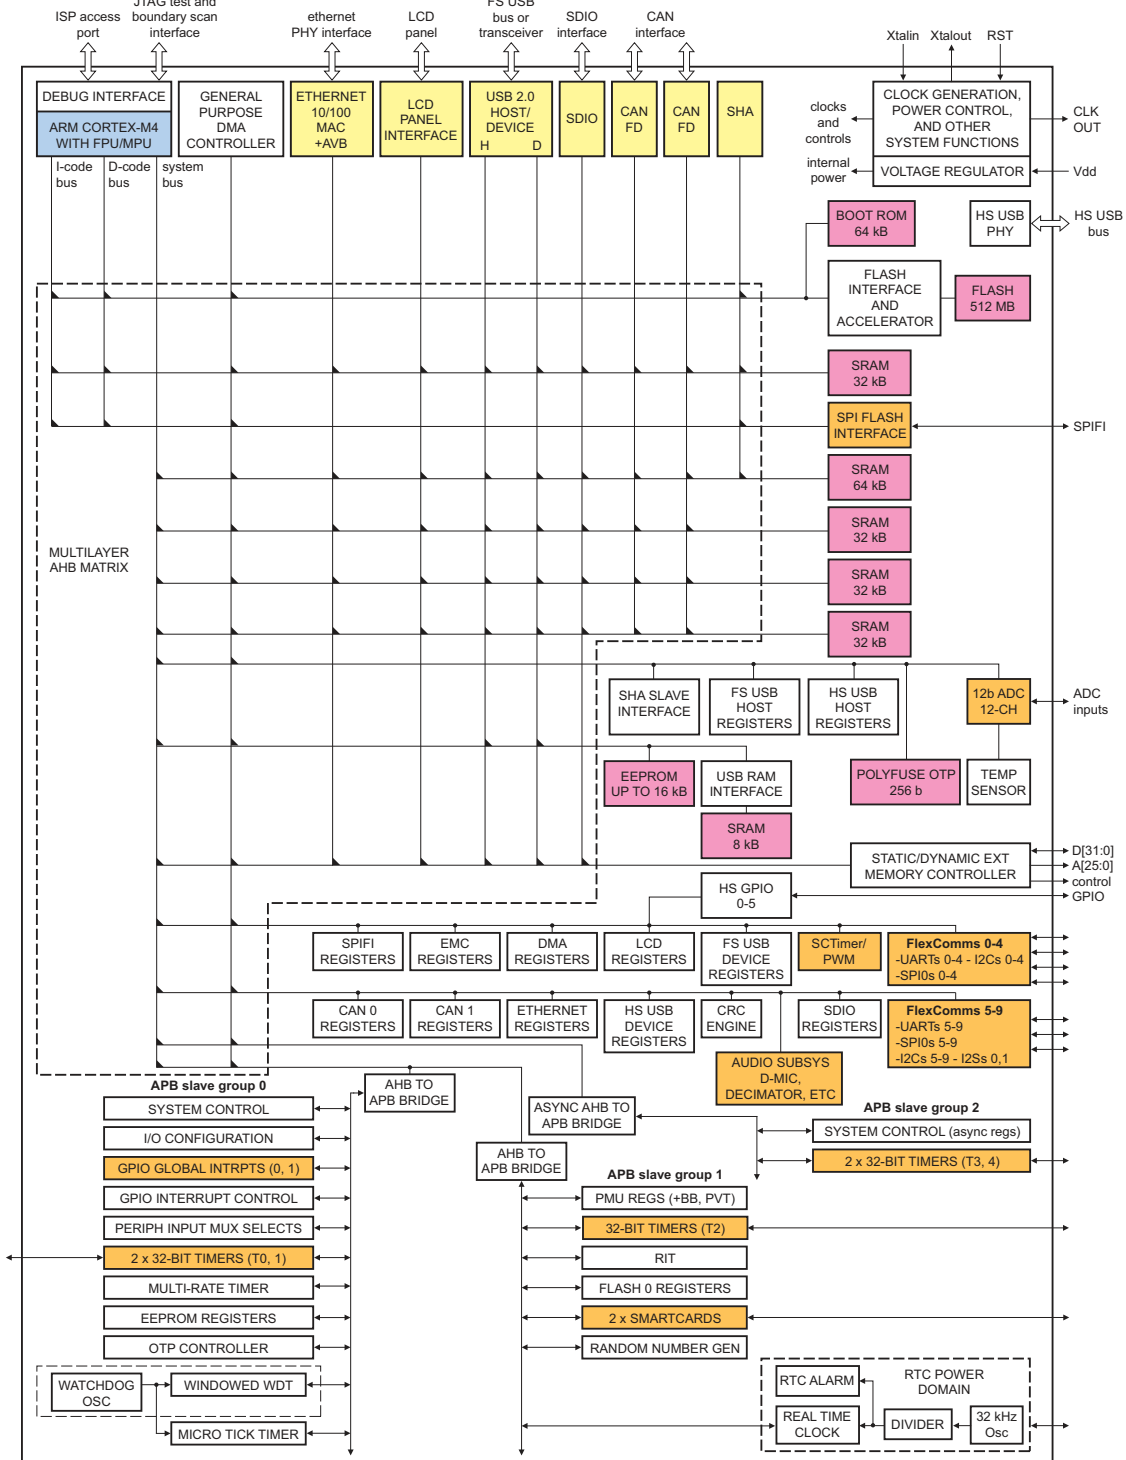 JTAG test and
ISP access
port
boundary scan
interface
ethernet
PHY interface
LCD
panel
FS USB
bus or
transceiver
SDIO
interface
CAN
interface
Xtalin
Xtalout
RST
DEBUG INTERFACE
ARM CORTEX-M4
WITH FPU/MPU
GENERAL
PURPOSE
DMA
CONTROLLER
ETHERNET
10/100
MAC
+AVB
LCD
PANEL
INTERFACE
USB 2.0
HOST/
DEVICE
H D
SDIO
CAN
FD
CAN
FD
SHA
clocks
and
controls
CLOCK GENERATION,
POWER CONTROL,
AND OTHER
SYSTEM FUNCTIONS
CLK
OUT
internal
power
VOLTAGE REGULATOR
Vdd
I-code
bus
D-code
bus
system
bus
BOOT ROM
64 kB
HS USB
PHY
HS USB
bus
FLASH
INTERFACE
AND
ACCELERATOR
FLASH
512 MB
SRAM
32 kB
SPI FLASH
INTERFACE
SPIFI
SRAM
64 kB
SRAM
32 kB
MULTILAYER
AHB MATRIX
SRAM
32 kB
SRAM
32 kB
SHA SLAVE
INTERFACE
FS USB
HOST
REGISTERS
HS USB
HOST
REGISTERS
12b ADC
12-CH
ADC
inputs
EEPROM
UP TO 16 kB
USB RAM
INTERFACE
POLYFUSE OTP
256 b
TEMP
SENSOR
SRAM
8 kB
STATIC/DYNAMIC EXT
MEMORY CONTROLLER
D[31:0]
A[25:0]
control
GPIO
HS GPIO
0-5
SPIFI
REGISTERS
EMC
REGISTERS
DMA
REGISTERS
LCD
REGISTERS
FS USB
DEVICE
REGISTERS
SCTimer/
PWM
FlexComms 0-4
-UARTs 0-4 - I2Cs 0-4
-SPI0s 0-4
CAN 0
REGISTERS
CAN 1
REGISTERS
ETHERNET
REGISTERS
HS USB
DEVICE
REGISTERS
CRC
ENGINE
SDIO
REGISTERS
FlexComms 5-9
-UARTs 5-9
-SPI0s 5-9
-I2Cs 5-9 - I2Ss 0,1
AUDIO SUBSYS
D-MIC,
DECIMATOR, ETC
APB slave group 0
AHB TO
APB BRIDGE
ASYNC AHB TO
APB BRIDGE
APB slave group 2
SYSTEM CONTROL
I/O CONFIGURATION
GPIO GLOBAL INTRPTS (0, 1)
GPIO INTERRUPT CONTROL
PERIPH INPUT MUX SELECTS
2 x 32-BIT TIMERS (T0, 1)
MULTI-RATE TIMER
EEPROM REGISTERS
OTP CONTROLLER
WATCHDOG
OSC
WINDOWED WDT
MICRO TICK TIMER
SYSTEM CONTROL (async regs)
2 x 32-BIT TIMERS (T3, 4)
AHB TO
APB BRIDGE
APB slave group 1
PMU REGS (+BB, PVT)
32-BIT TIMERS (T2)
RIT
FLASH 0 REGISTERS
2 x SMARTCARDS
RANDOM NUMBER GEN
RTC ALARM
RTC POWER
DOMAIN
REAL TIME
CLOCK
DIVIDER
32 kHz
Osc